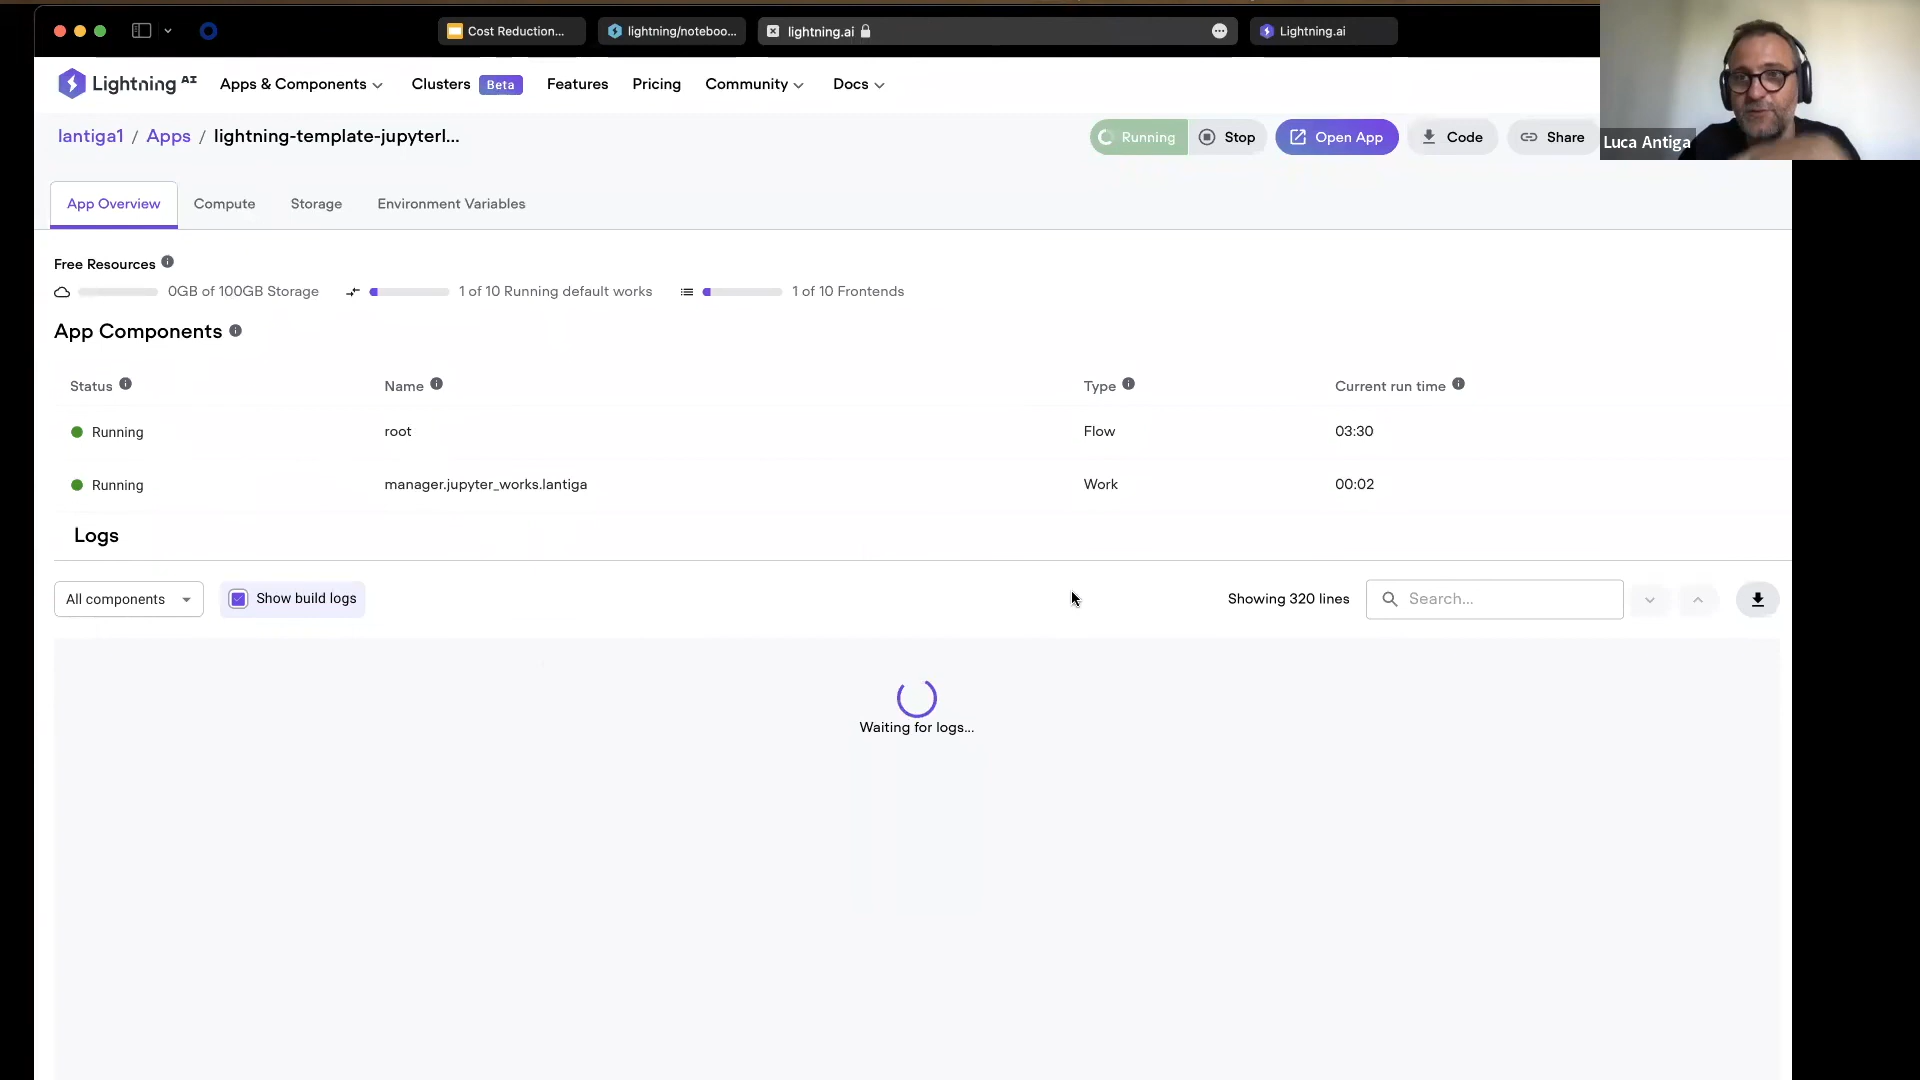 Cost Reduction...
lightning/noteboo...
lightning.ai
Lightning.ai
Lightning AI
Apps & Components
Clusters
Beta
Features
Pricing
Community
Docs
lantiga1 / Apps / lightning-template-jupyterl...
Running
Stop
Open App
Code
Share
Luca Antiga
App Overview
Compute
Storage
Environment Variables
Free Resources
0GB of 100GB Storage
1 of 10 Running default works
1 of 10 Frontends
App Components
Status
Name
Type
Current run time
Running
root
Flow
03:30
Running
manager.jupyter_works.lantiga
Work
00:02
Logs
All components
Show build logs
Showing 320 lines
Search...
Waiting for logs...